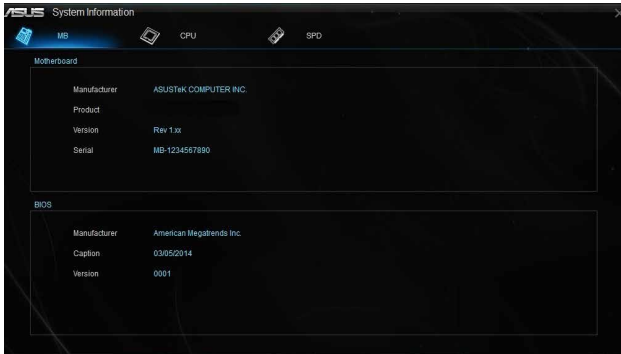 ASUS System Information
MB CPU SPD
Motherboard
Manufacturer ASUSTeK COMPUTER INC.
Product
Version Rev 1.xx
Serial MB-1234567890
BIOS
Manufacturer American Megatrends Inc.
Caption 03/05/2014
Version 0001